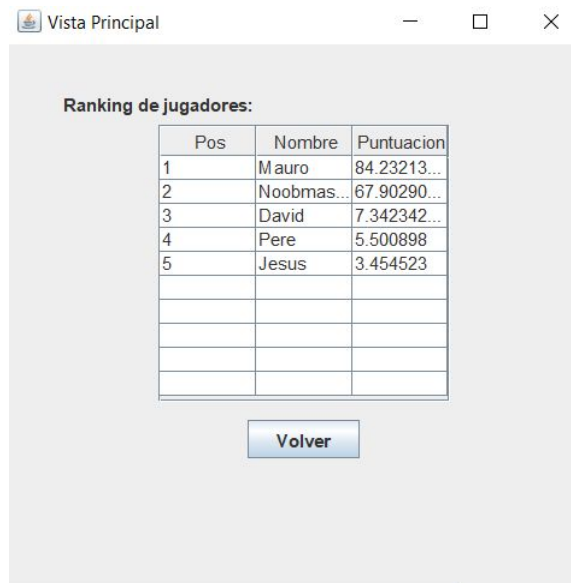 Vista Principal
Ranking de jugadores:
Pos Nombre Puntuacion
1 Mauro 84.23213...
2 Noobmas... 67.90290...
3 David 7.342342...
4 Pere 5.500898
5 Jesus 3.454523
Volver